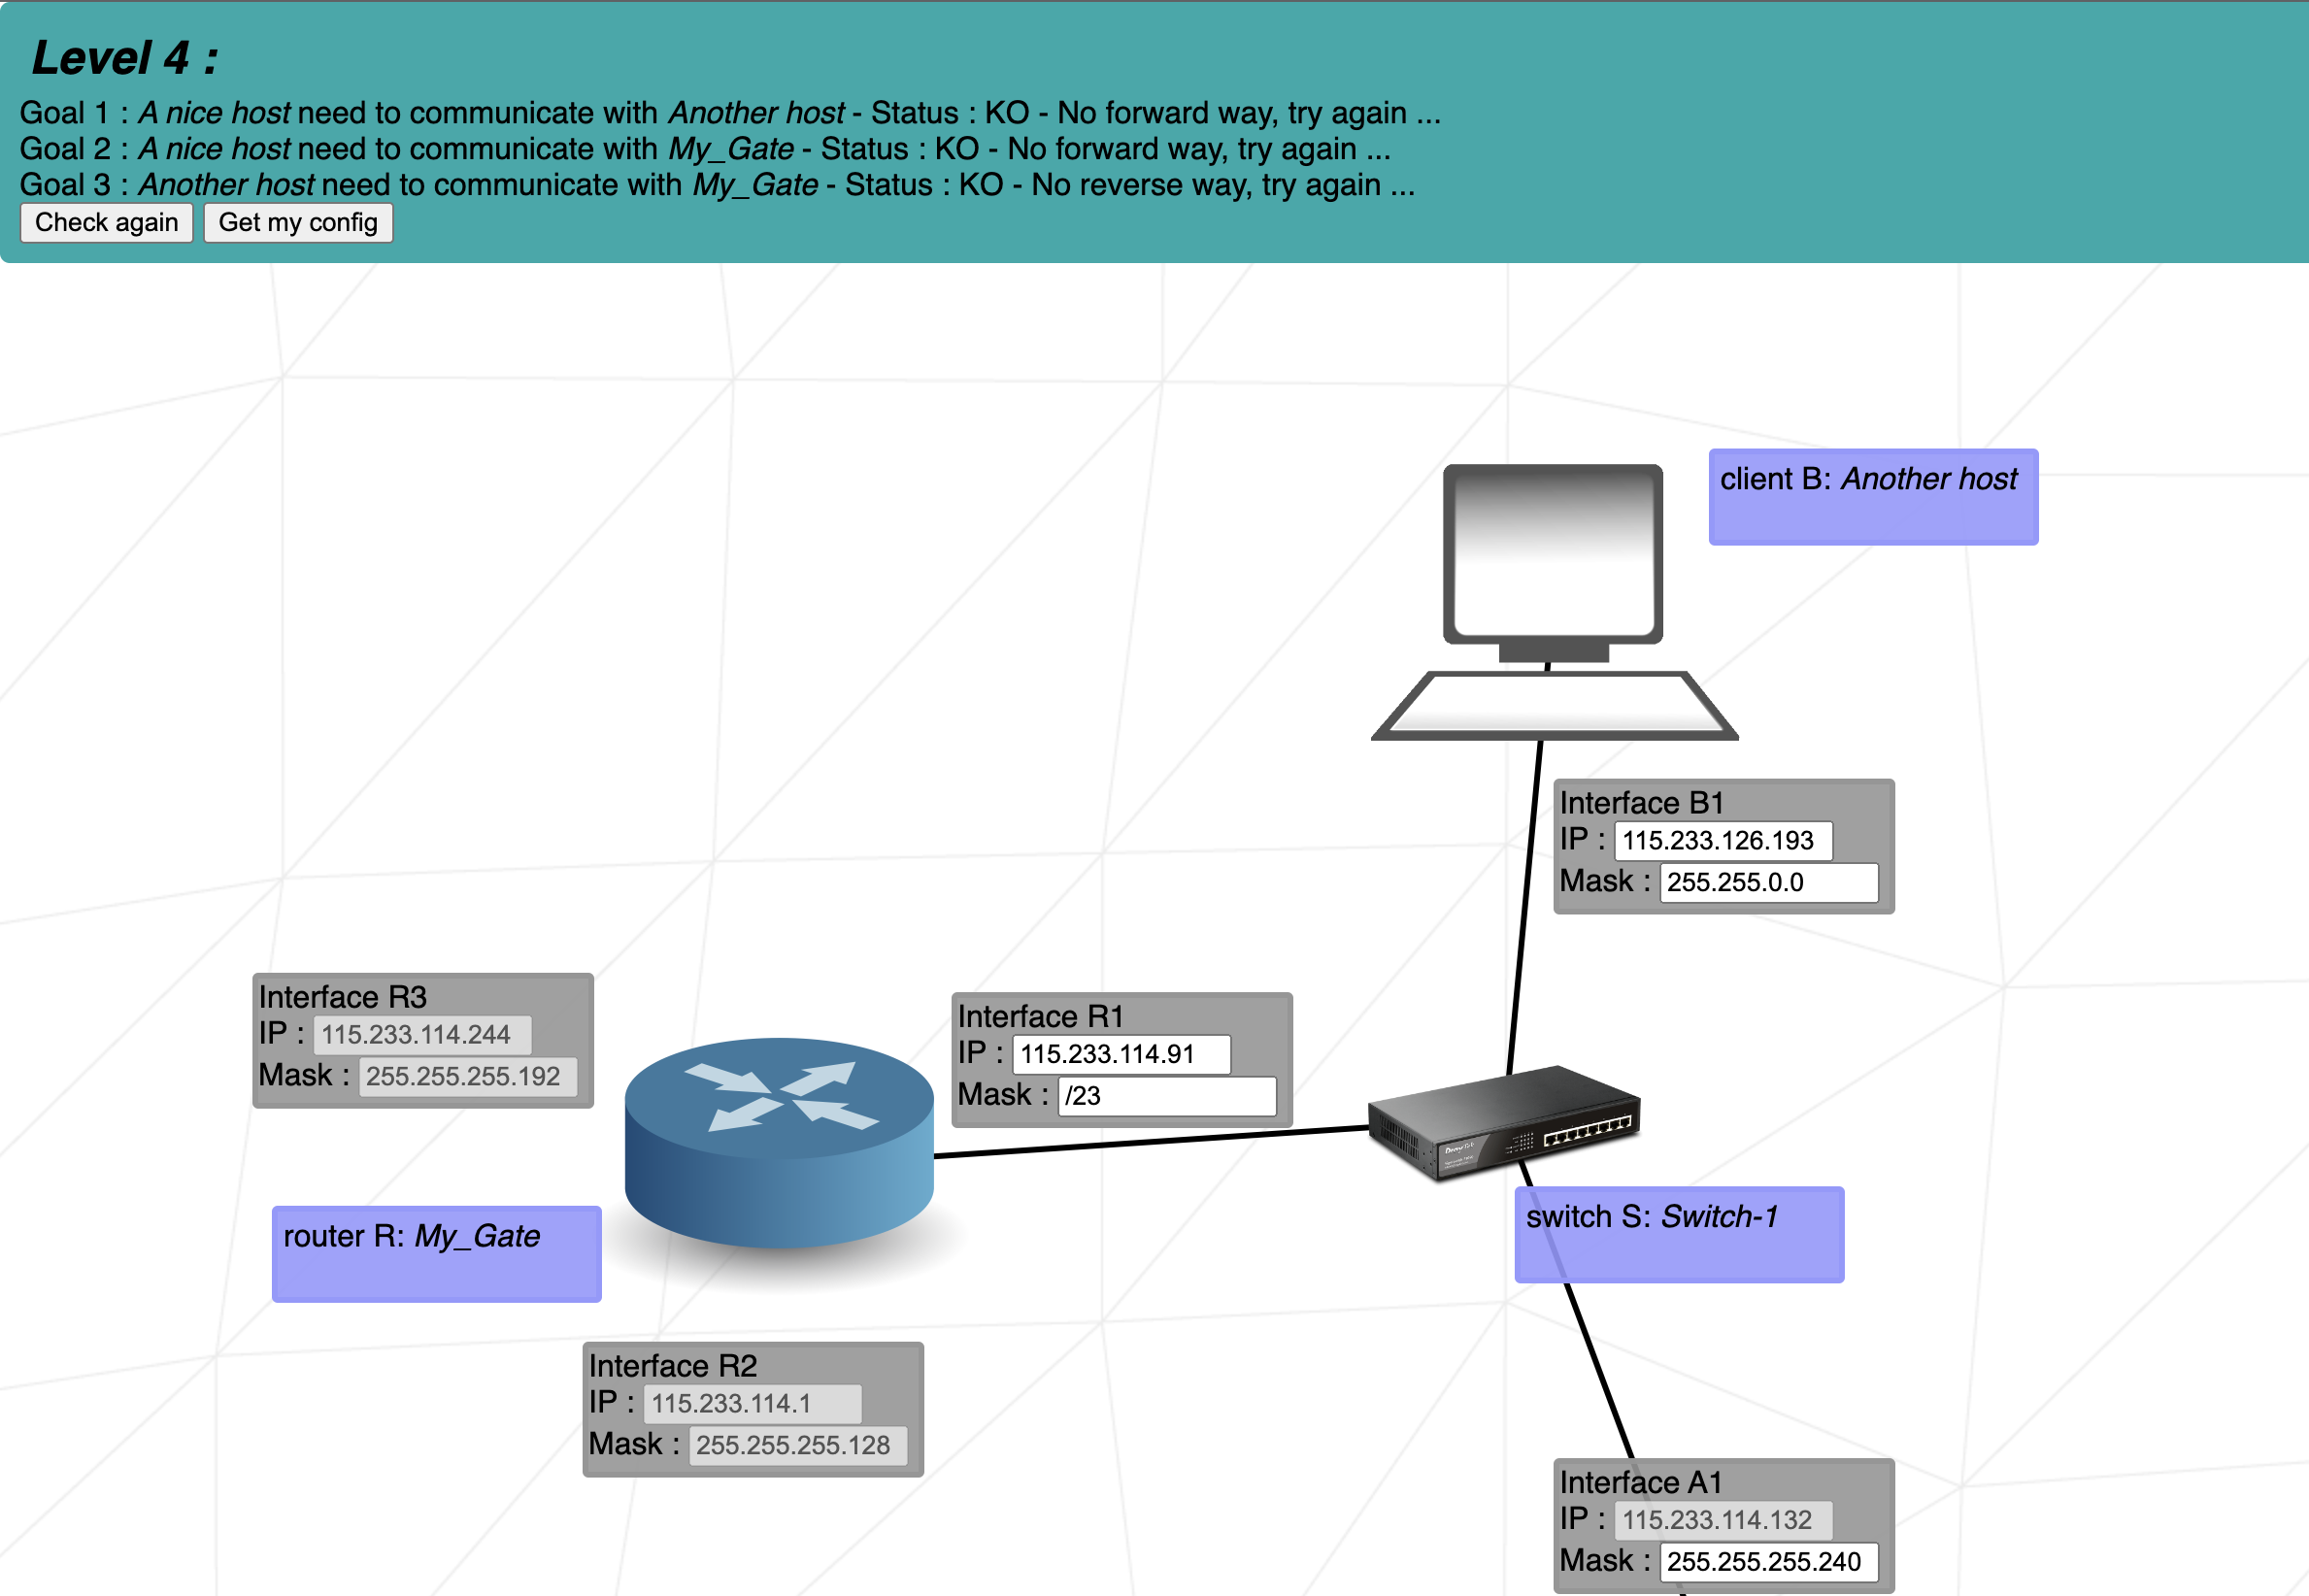 Level 4 :
Goal 1 : A nice host need to communicate with Another host - Status : KO - No forward way, try again ...
Goal 2 : A nice host need to communicate with My_Gate - Status : KO - No forward way, try again ...
Goal 3 : Another host need to communicate with My_Gate - Status : KO - No reverse way, try again ...
Check again Get my config
client B: Another host
Interface B1
IP : 115.233.126.193
Mask : 255.255.0.0
Interface R3
IP : 115.233.114.244
Mask : 255.255.255.192
Interface R1
IP : 115.233.114.91
Mask : /23
router R: My_Gate
switch S: Switch-1
Interface R2
IP : 115.233.114.1
Mask : 255.255.255.128
Interface A1
IP : 115.233.114.132
Mask : 255.255.255.240